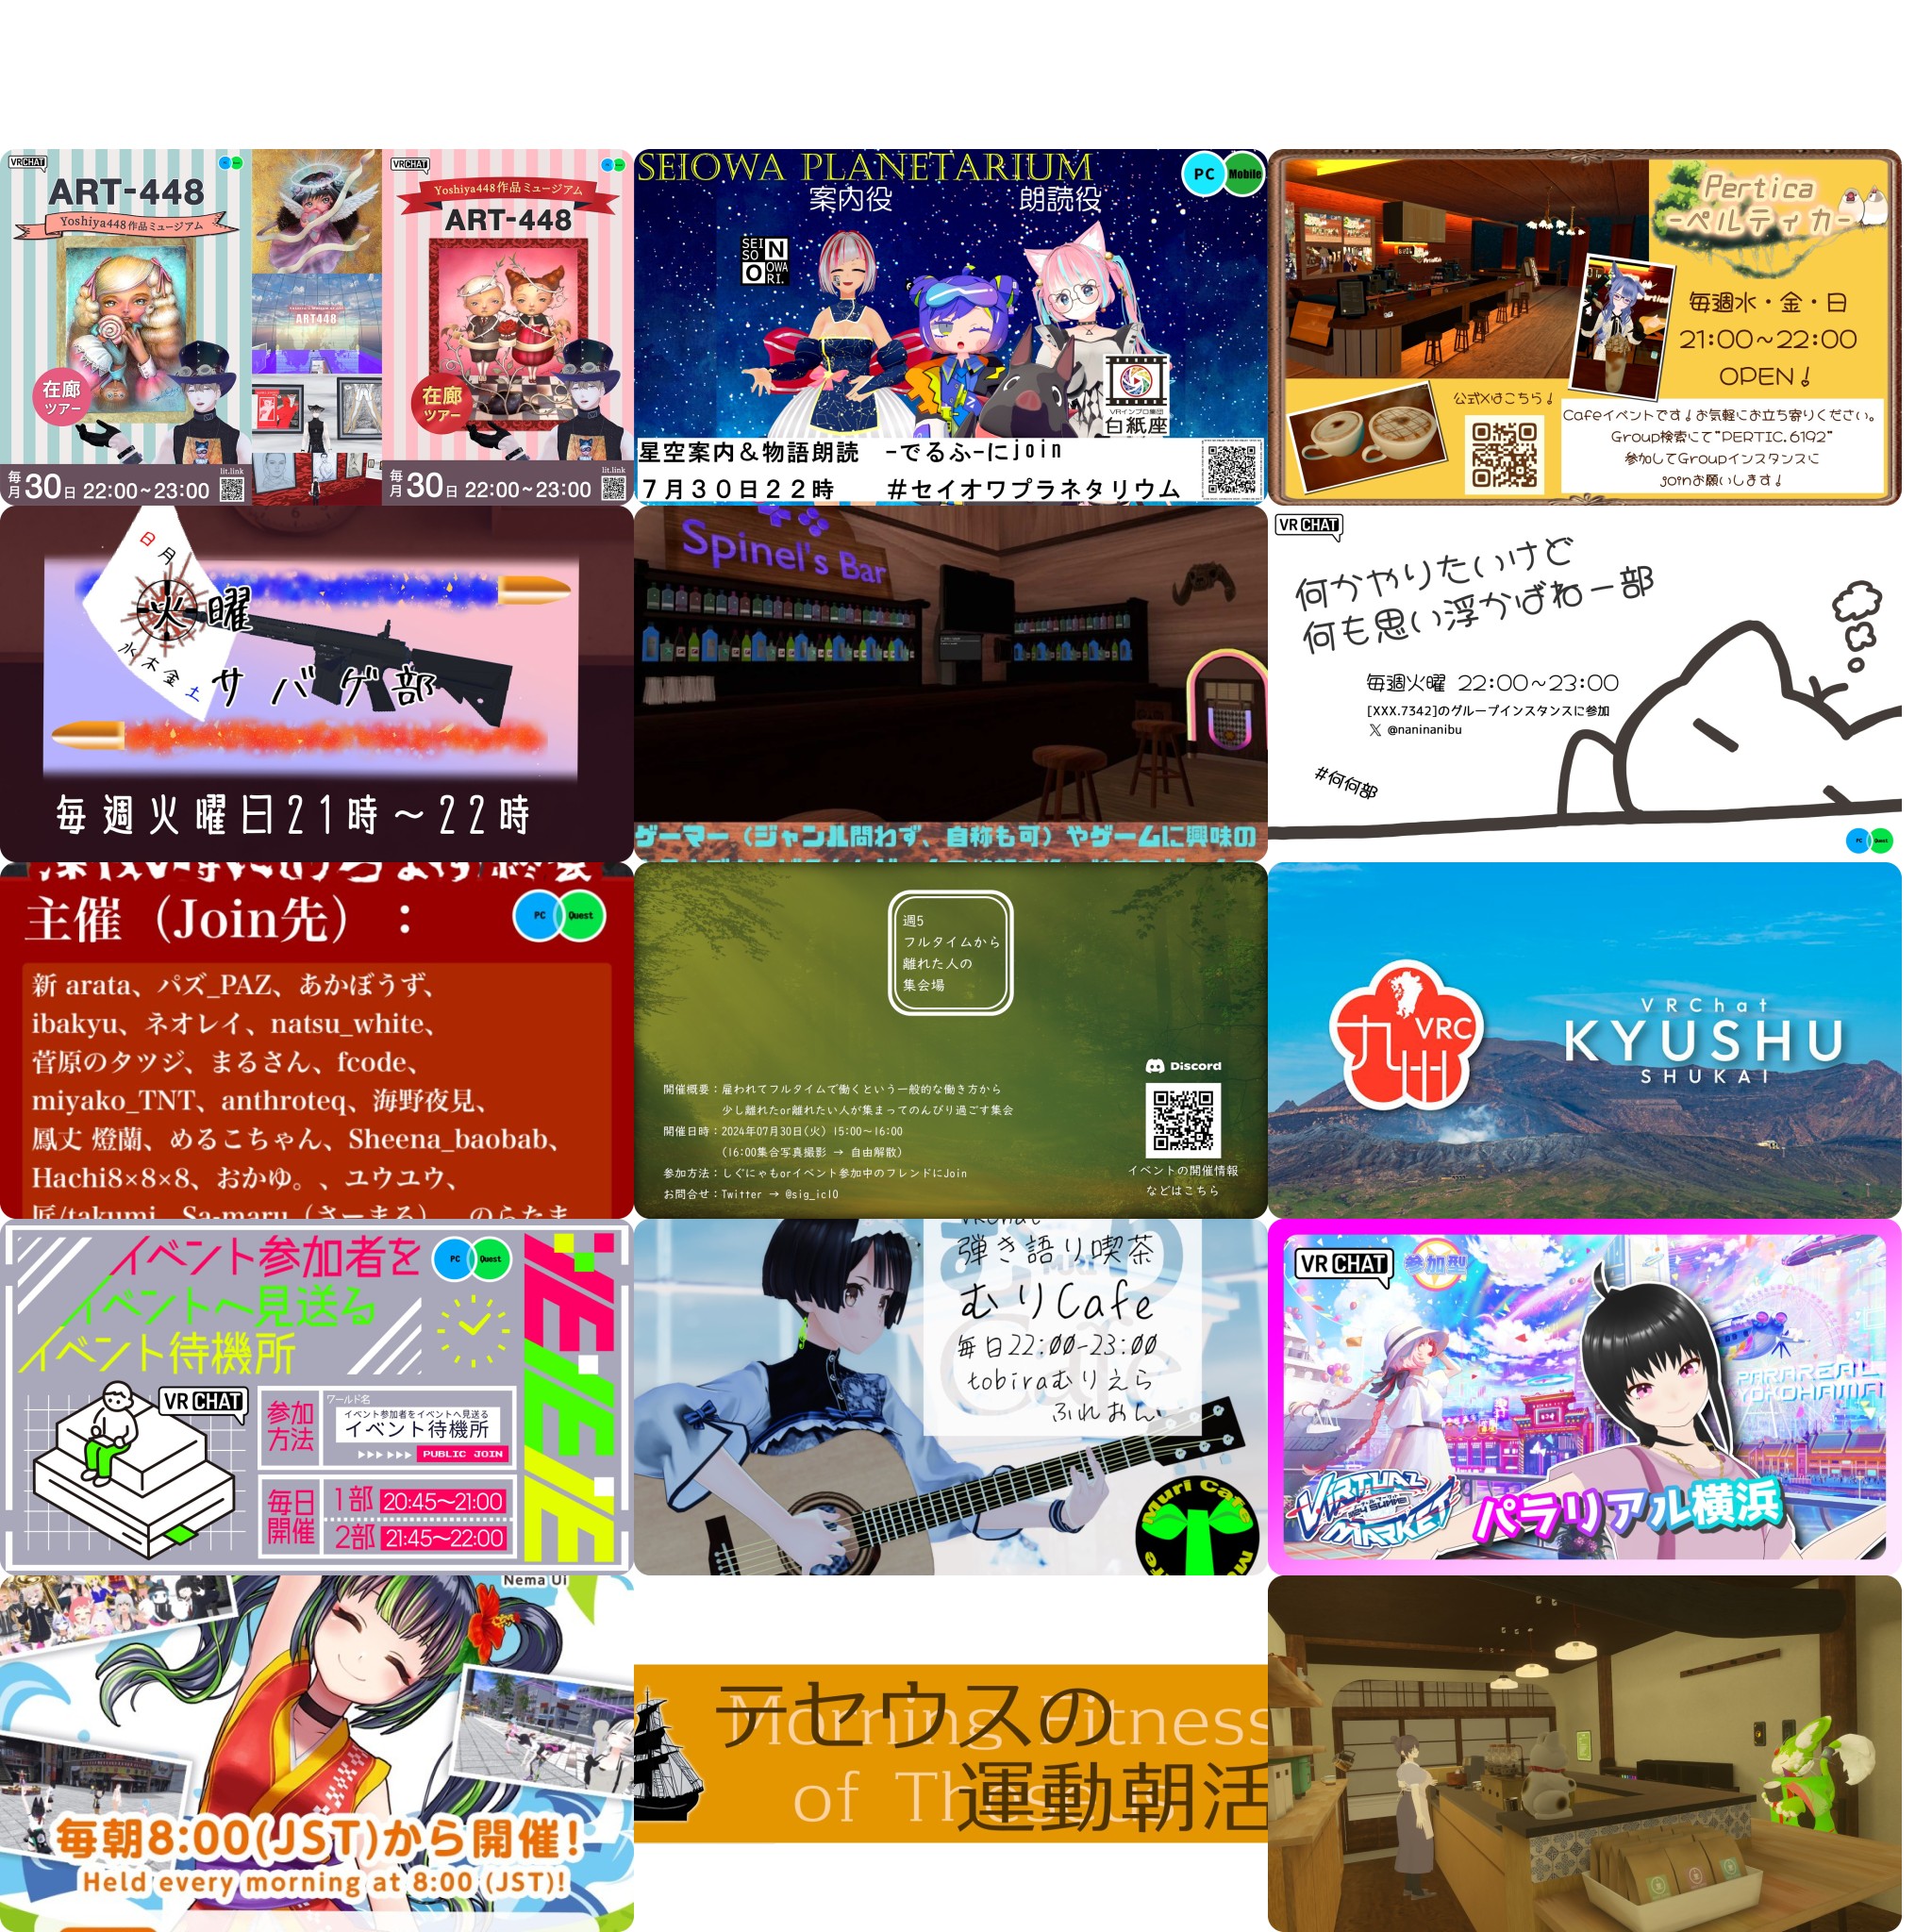 VRCHAT
ART-448
Yoshiya448作品ミュージアム
在廊
ツアー
毎月30日 22:00~23:00
lit.link
ART448
VRCHAT
Yoshiya448作品ミュージアム
ART-448
在廊
ツアー
毎月30日 22:00~23:00
lit.link
SEIOWA PLANETARIUM
PC Mobile
案内役 朗読役
SEI SO N O OWA RI.
VRインプロ集団
白紙座
星空案内&物語朗読 -でるふ-にjoin
7月30日22時 #セイオワプラネタリウム
Pertica
-ペルティカ-
毎週水・金・日
21:00~22:00
OPEN!
公式Xはこちら!
Cafeイベントです!お気軽にお立ち寄りください。
Group検索にて"PERTIC.6192"
参加してGroupインスタンスに
joinお願いします!
日月
火曜
水木金土
サバゲ部
毎週火曜日21時~22時
Spinel's Bar
ゲーマー(ジャンル問わず、自称も可)やゲームに興味の
VRCHAT
何かやりたいけど
何も思い浮かばねー部
毎週火曜 22:00~23:00
[XXX.7342]のグループインスタンスに参加
X @naninanibu
#何何部
PC Quest
主催(Join先):
PC Quest
新 arata、パズ_PAZ、あかぼうず、
ibakyu、ネオレイ、natsu_white、
菅原のタツジ、まるさん、fcode、
miyako_TNT、anthroteq、海野夜見、
鳳丈 燈蘭、めるこちゃん、Sheena_baobab、
Hachi8×8×8、おかゆ。、ユウユウ、
匠/takumi、Sa-maru(さーまる)、のらたま
週5
フルタイムから
離れた人の
集会場
開催概要:雇われてフルタイムで働くという一般的な働き方から
少し離れたor離れたい人が集まってのんびり過ごす集会
開催日時:2024年07月30日(火) 15:00~16:00
(16:00集合写真撮影 → 自由解散)
参加方法:しぐにゃもorイベント参加中のフレンドにJoin
お問合せ:Twitter → @sig_ic10
Discord
イベントの開催情報
などはこちら
九州 VRC
VRChat
KYUSHU
SHUKAI
イベント参加者を
イベントへ見送る
イベント待機所
PC Quest
VRCHAT
参加方法
ワールド名
イベント参加者をイベントへ見送る
イベント待機所
PUBLIC JOIN
毎日開催
1部 20:45~21:00
2部 21:45~22:00
VRChat
弾き語り喫茶
むりCafe
毎日22:00-23:00
tobiraむりえら
ふれおん
Muri Cafe
VRCHAT
参加型
PARAREAL
YOKOHAMA
VIRTUAL
MARKET
パラリアル横浜
Nema Ui
毎朝8:00(JST)から開催!
Held every morning at 8:00 (JST)!
テセウスの
Morning Fitness
運動朝活